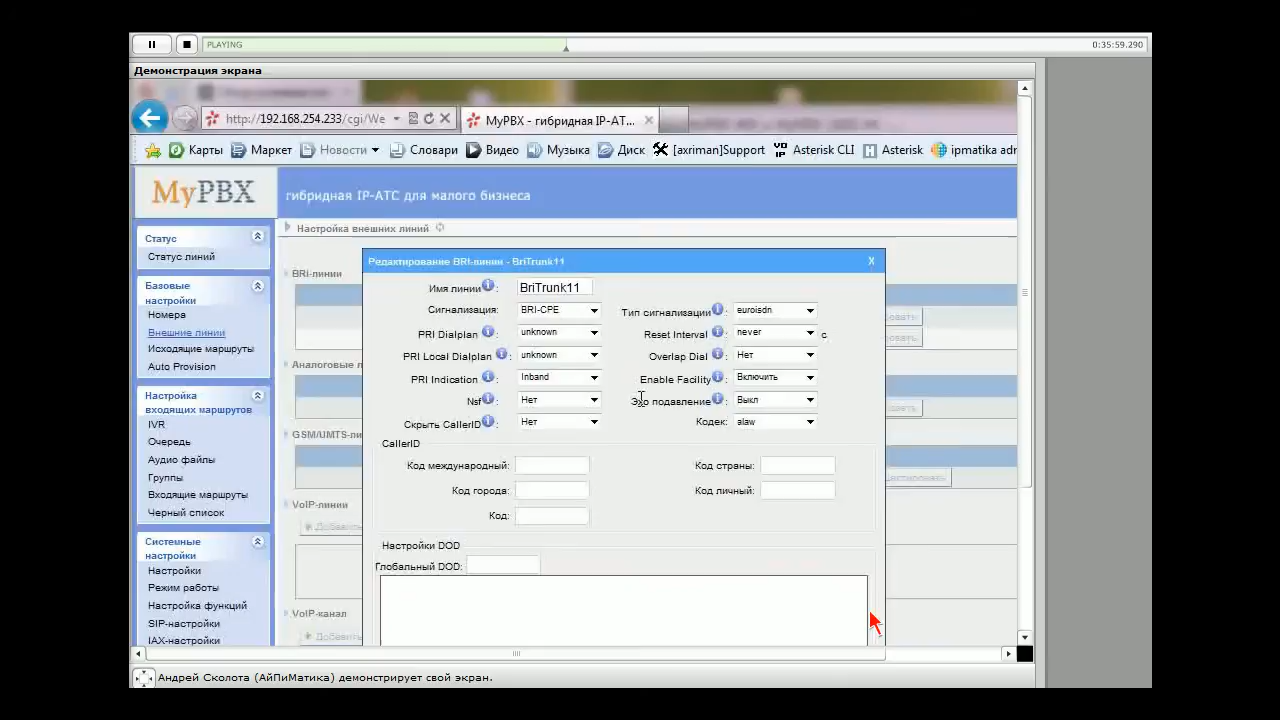 PLAYING 0:35:59.290
Демонстрация экрана
http://192.168.254.233/cgi/We MyPBX - гибридная IP-АТ... 
Карты Маркет Новости Словари Видео Музыка Диск [axriman]Support Asterisk CLI Asterisk ipmatika adr
MyPBX гибридная IP-АТС для малого бизнеса
Статус
Статус линий
Базовые
настройки
Номера
Внешние линии
Исходящие маршруты
Auto Provision
Настройка
входящих маршрутов
IVR
Очередь
Аудио файлы
Группы
Входящие маршруты
Черный список
Системные
настройки
Настройки
Режим работы
Настройка функций
SIP-настройки
IAX-настройки
Настройка внешних линий
BRI-линии
Аналоговые л
GSM/UMTS-л
VoIP-линии
Добавить
VoIP-канал
Добавить
Редактирование BRI-линии - BriTrunk11 X
Имя линии : BriTrunk11
Сигнализация: BRI-CPE Тип сигнализации : euroisdn
PRI Dialplan : unknown Reset Interval : never с
PRI Local Dialplan : unknown Overlap Dial : Нет
PRI Indication : Inband Enable Facility : Включить
Nsf : Нет Эхо подавление : Выкл
Скрыть CallerID : Нет Кодек: alaw
CallerID
Код международный: Код страны:
Код города: Код личный:
Код:
Настройки DOD
Глобальный DOD:
Андрей Сколота (АйПиМатика) демонстрирует свой экран.